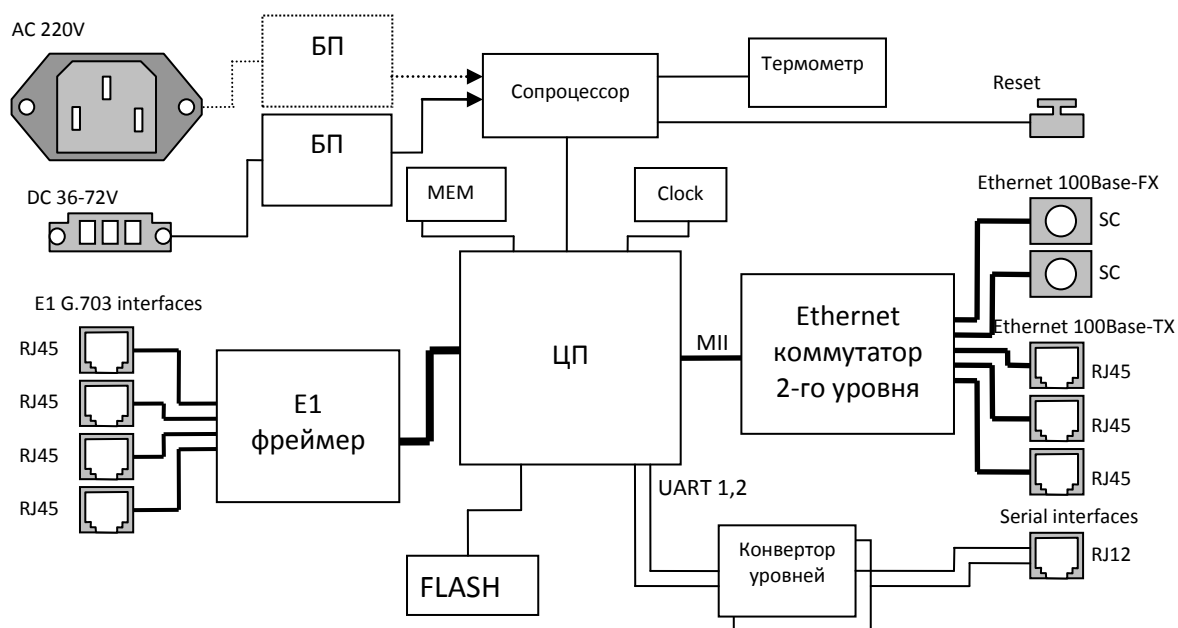 AC 220V
БП
Термометр
Сопроцессор
Reset
БП
MEM
Clock
DC 36-72V
Ethernet 100Base-FX
SC
SC
E1 G.703 interfaces
RJ45
RJ45
RJ45
RJ45
E1
фреймер
ЦП
MII
Ethernet
коммутатор
2-го уровня
Ethernet 100Base-TX
RJ45
RJ45
RJ45
UART 1,2
Serial interfaces
RJ12
Конвертор
уровней
FLASH